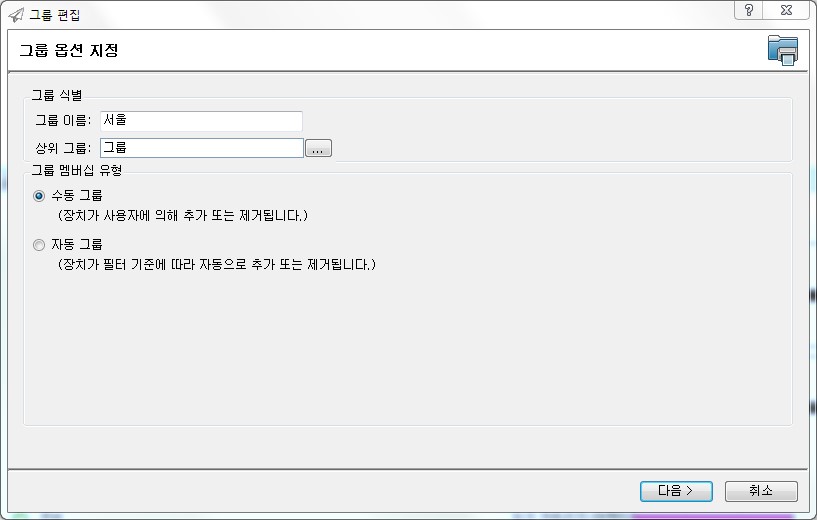 그룹 편집
그룹 옵션 지정
그룹 식별
그룹 이름: 서울
상위 그룹: 그룹 ...
그룹 멤버십 유형
수동 그룹
(장치가 사용자에 의해 추가 또는 제거됩니다.)
자동 그룹
(장치가 필터 기준에 따라 자동으로 추가 또는 제거됩니다.)
다음 > 취소